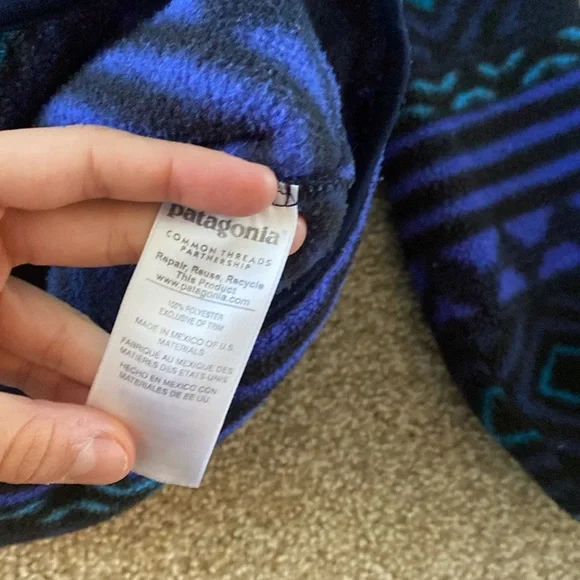 patagonia
COMMON THREADS
PARTNERSHIP
Repair, Reuse, Recycle
This Product
www.patagonia.com
100% POLYESTER
EXCLUSIVE OF TRIM
MADE IN MEXICO OF U.S.
MATERIALS-
FABRIQUÉ AU MEXIQUE DES
MATIÈRES DES ETATS-UNIS-
HECHO EN MÉXICO CON
MATERIALES DE EE UU.